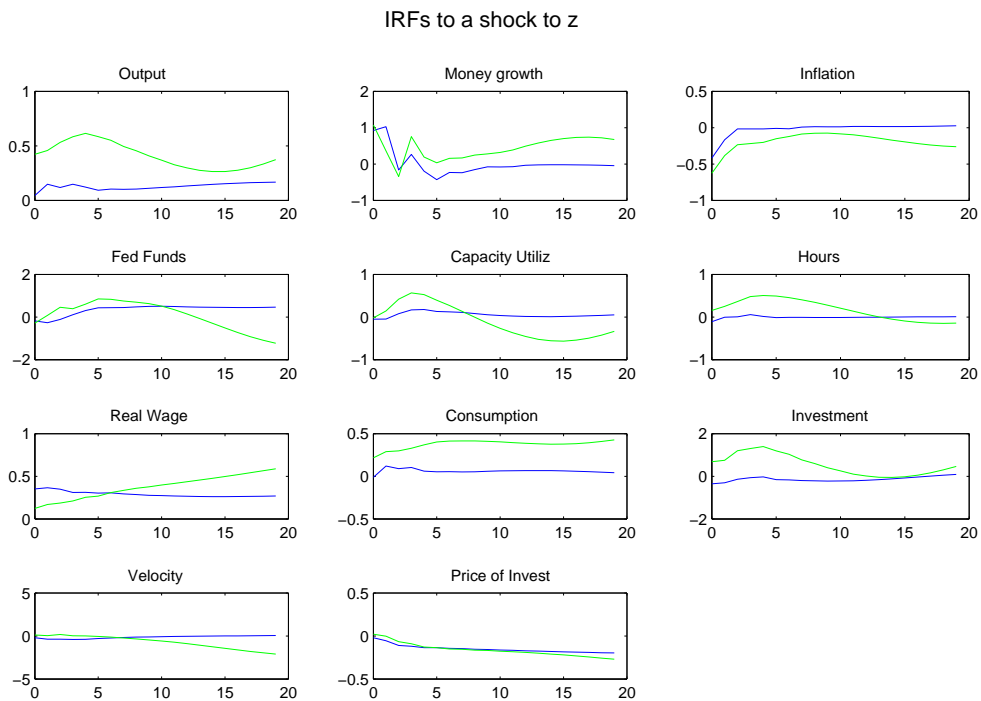 IRFs to a shock to z
Output
1
0.5
0
0 5 10 15 20
Money growth
2
1
0
−1
0 5 10 15 20
Inflation
0.5
0
−0.5
−1
0 5 10 15 20
Fed Funds
2
0
−2
0 5 10 15 20
Capacity Utiliz
1
0
−1
0 5 10 15 20
Hours
1
0
−1
0 5 10 15 20
Real Wage
1
0.5
0
0 5 10 15 20
Consumption
0.5
0
−0.5
0 5 10 15 20
Investment
2
0
−2
0 5 10 15 20
Velocity
5
0
−5
0 5 10 15 20
Price of Invest
0.5
0
−0.5
0 5 10 15 20